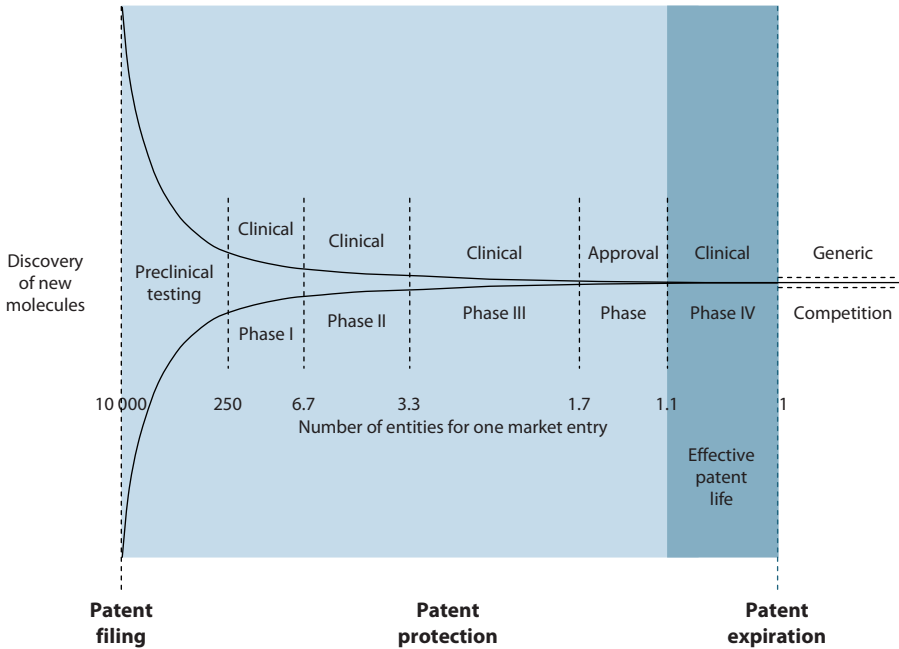 Discovery
of new
molecules
Preclinical
testing
Clinical
Phase I
Clinical
Phase II
Clinical
Phase III
Approval
Phase
Clinical
Phase IV
Generic
Competition
10 000
250
6.7
3.3
1.7
1.1
1
Number of entities for one market entry
Effective
patent
life
Patent
filing
Patent
protection
Patent
expiration